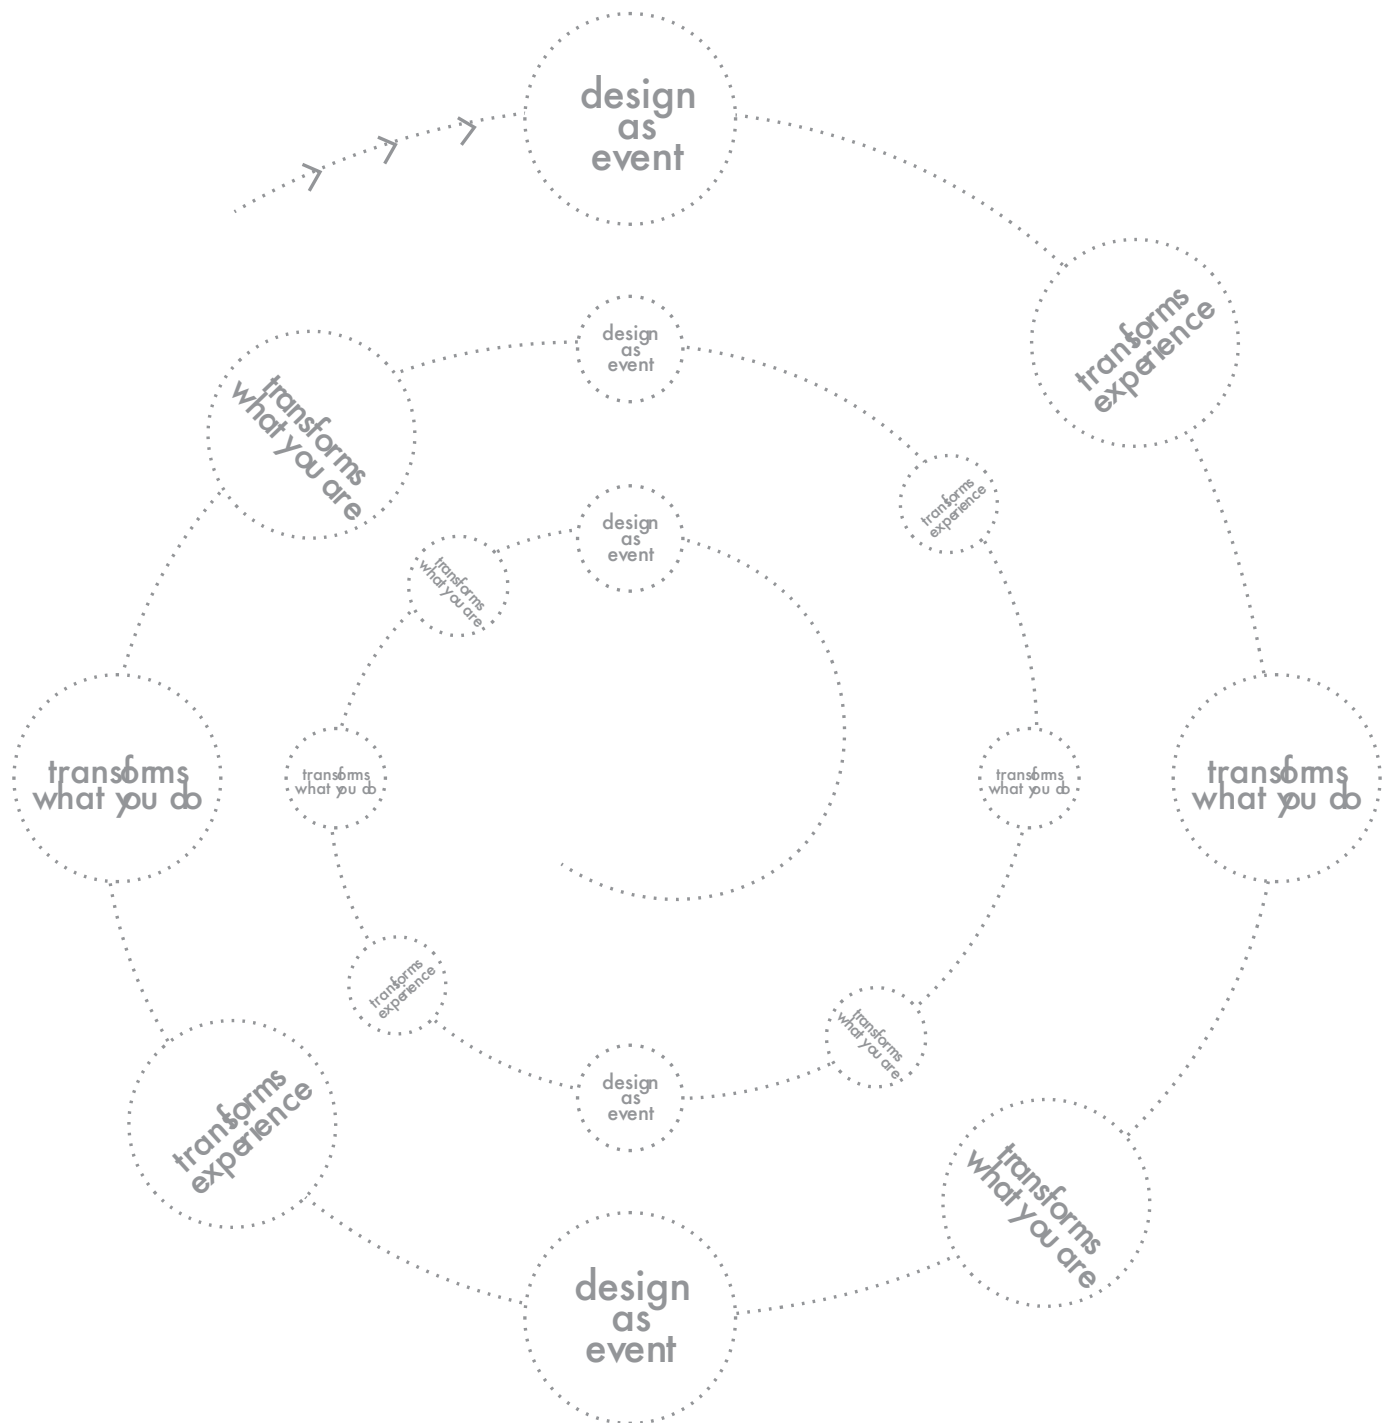 design
as
event
transforms
experience
transforms
what you do
transforms
what you are
design
as
event
transforms
experience
transforms
what you do
transforms
what you are
design
as
event
transforms
experience
transforms
what you do
transforms
what you are
design
as
event
transforms
experience
transforms
what you do
transforms
what you are
design
as
event